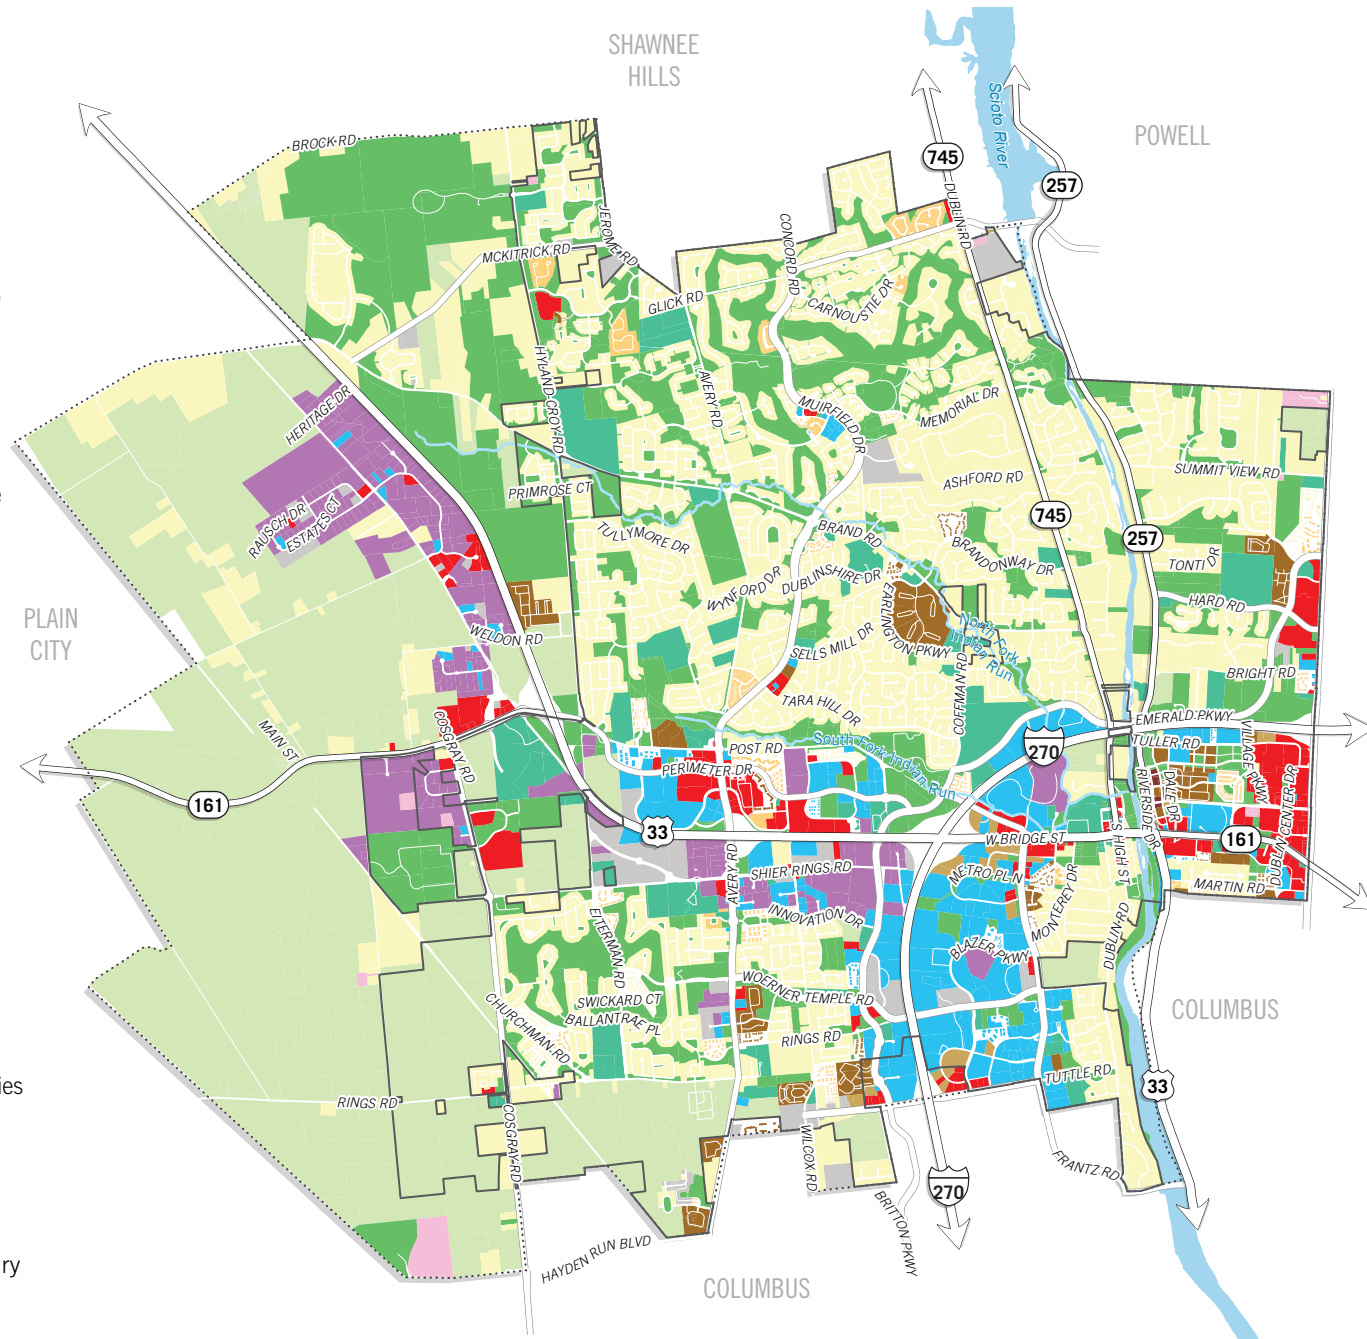 SHAWNEE
HILLS
POWELL
Scioto River
745
257
BROCK RD
DUBLIN RD
JEROME RD
CONCORD RD
MCKITRICK RD
GLICK RD
CARNOUSTIE DR
HYLAND-CROY RD
AVERY RD
HERITAGE DR
MUIRFIELD DR
MEMORIAL DR
SUMMIT VIEW RD
ASHFORD RD
PRIMROSE CT
RAUSCH DR
ESTATES CT
745
257
TULLYMORE DR
BRAND RD
BRANDONWAY DR
TONTI DR
WYNFORD DR
DUBLINSHIRE DR
HARD RD
EARLINGTON PKWY
PLAIN
CITY
WELDON RD
North Fork
Indian Run
SELLS MILL DR
COFFMAN RD
BRIGHT RD
TARA HILL DR
COSGRAY RD
MAIN ST
EMERALD PKWY
TULLER RD
VILLAGE PKWY
POST RD
South Fork Indian Run
270
PERIMETER DR
RIVERSIDE DR
DALE DR
DUBLIN CENTER DR
161
33
W BRIDGE ST
161
S HIGH ST
AVERY RD
SHIER RINGS RD
METRO PL N
MARTIN RD
MONTEREY DR
INNOVATION DR
EITERMAN RD
BLAZER PKWY
DUBLIN RD
WOERNER TEMPLE RD
SWICKARD CT
BALLANTRAE PL
CHURCHMAN RD
COLUMBUS
RINGS RD
TUTTLE RD
33
ies
RINGS RD
COSGRAY RD
WILCOX RD
FRANTZ RD
270
BRITTON PKWY
HAYDEN RUN BLVD
ry
COLUMBUS